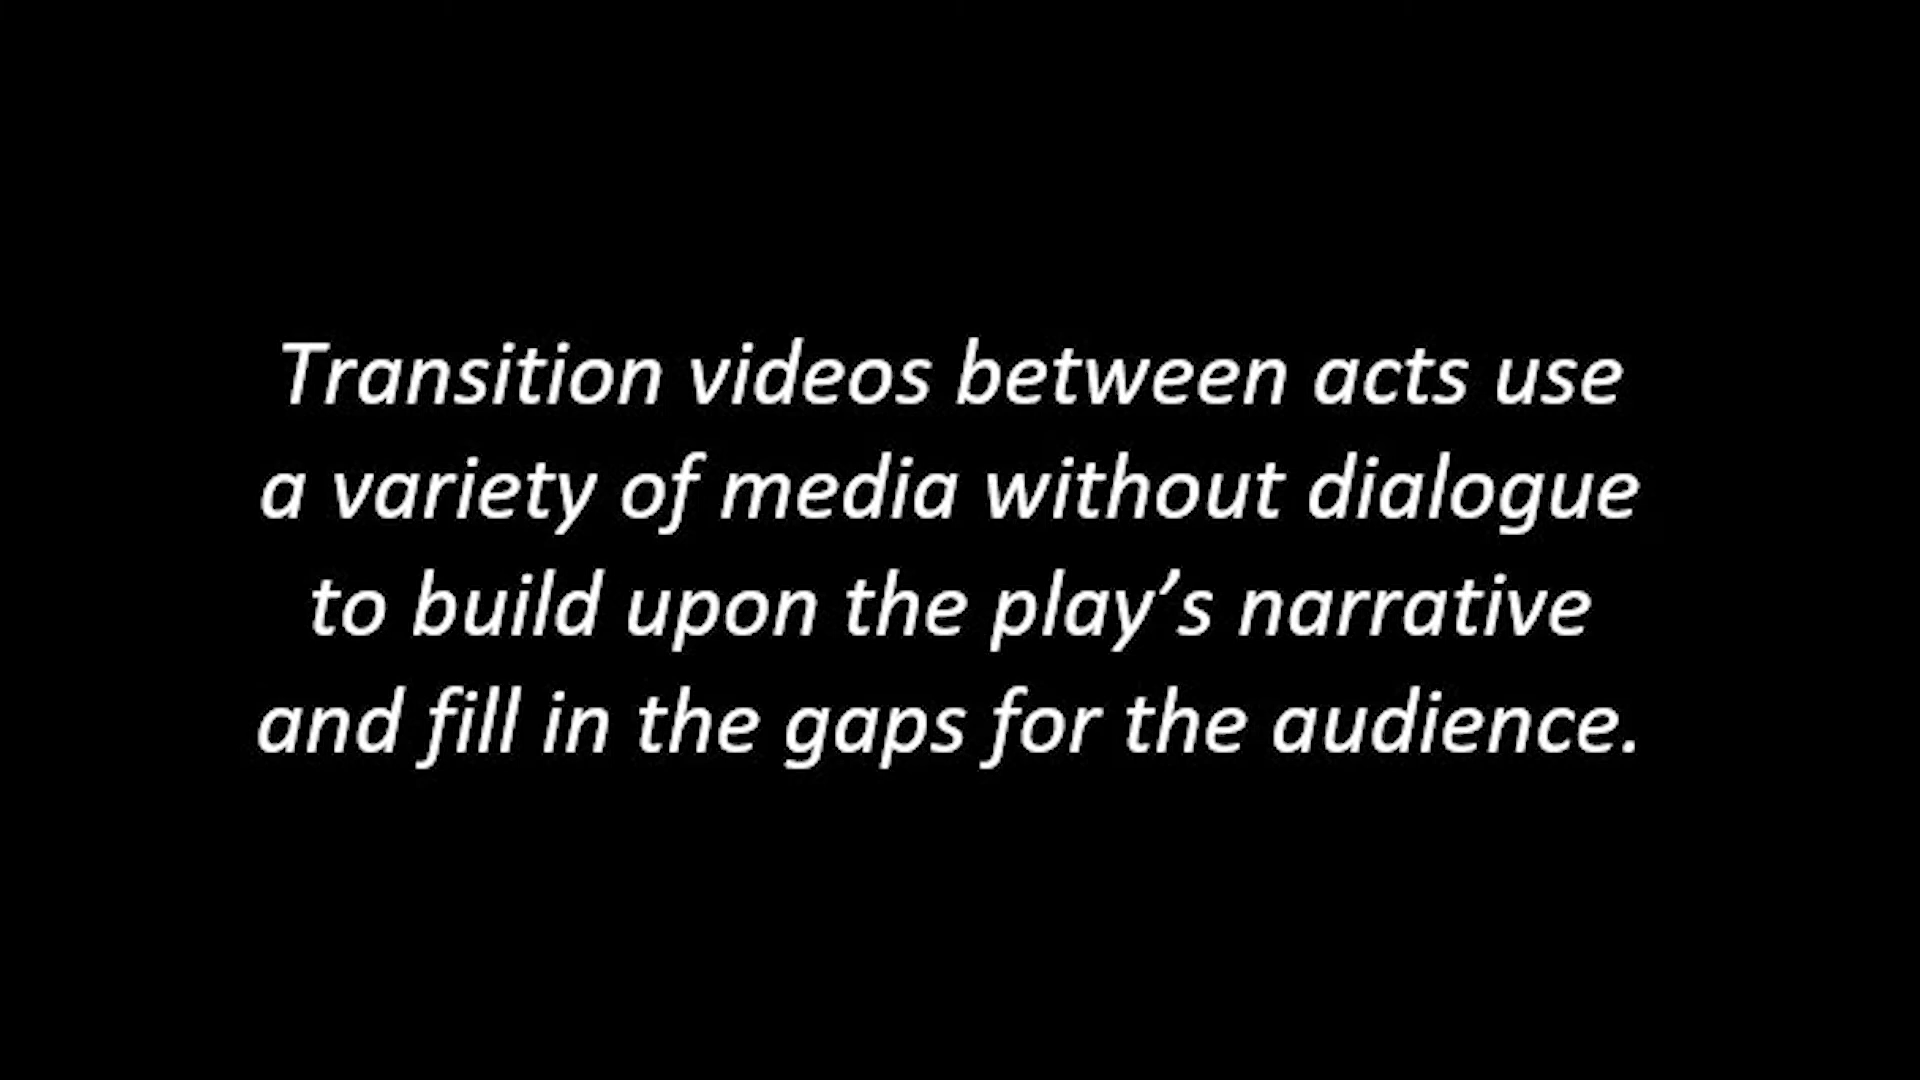 Transition videos between acts use
a variety of media without dialogue
to build upon the play’s narrative
and fill in the gaps for the audience.